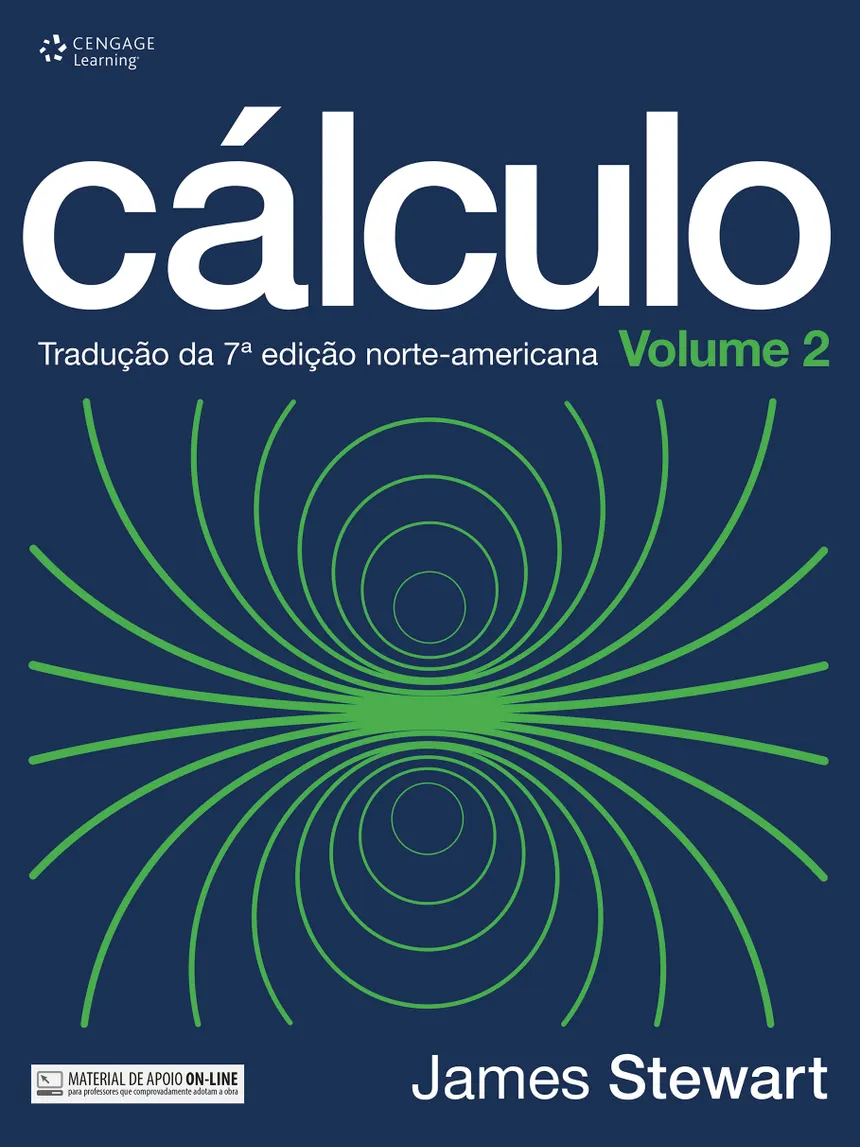 CENGAGE
Learning®
cálculo
Tradução da 7ª edição norte-americana Volume 2
MATERIAL DE APOIO ON-LINE
para professores que comprovadamente adotam a obra
James Stewart